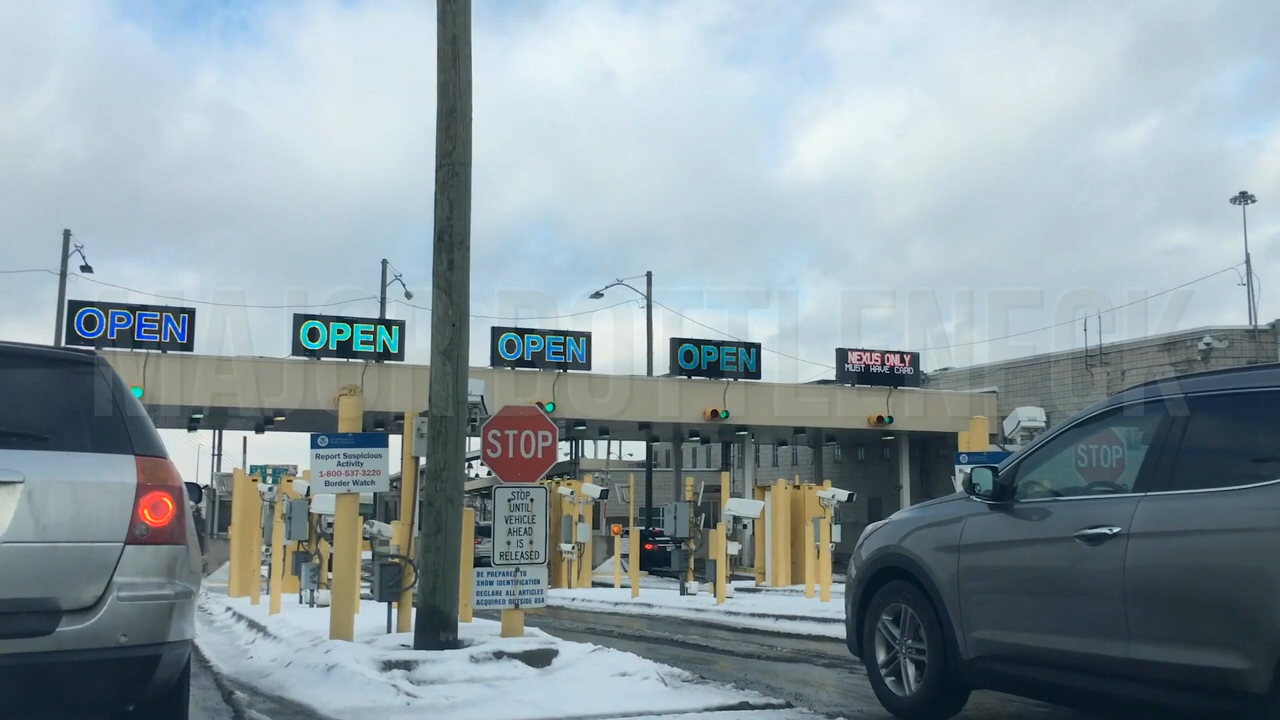 OPEN
OPEN
OPEN
OPEN
NEXUS ONLY
MUST HAVE CARD
MAJOR BOTTLENECK
Report Suspicious
Activity
1-800-537-3220
Border Watch
STOP
STOP
UNTIL
VEHICLE
AHEAD
IS
RELEASED
BE PREPARED TO
SHOW IDENTIFICATION
DECLARE ALL ARTICLES
ACQUIRED OUTSIDE USA
STOP